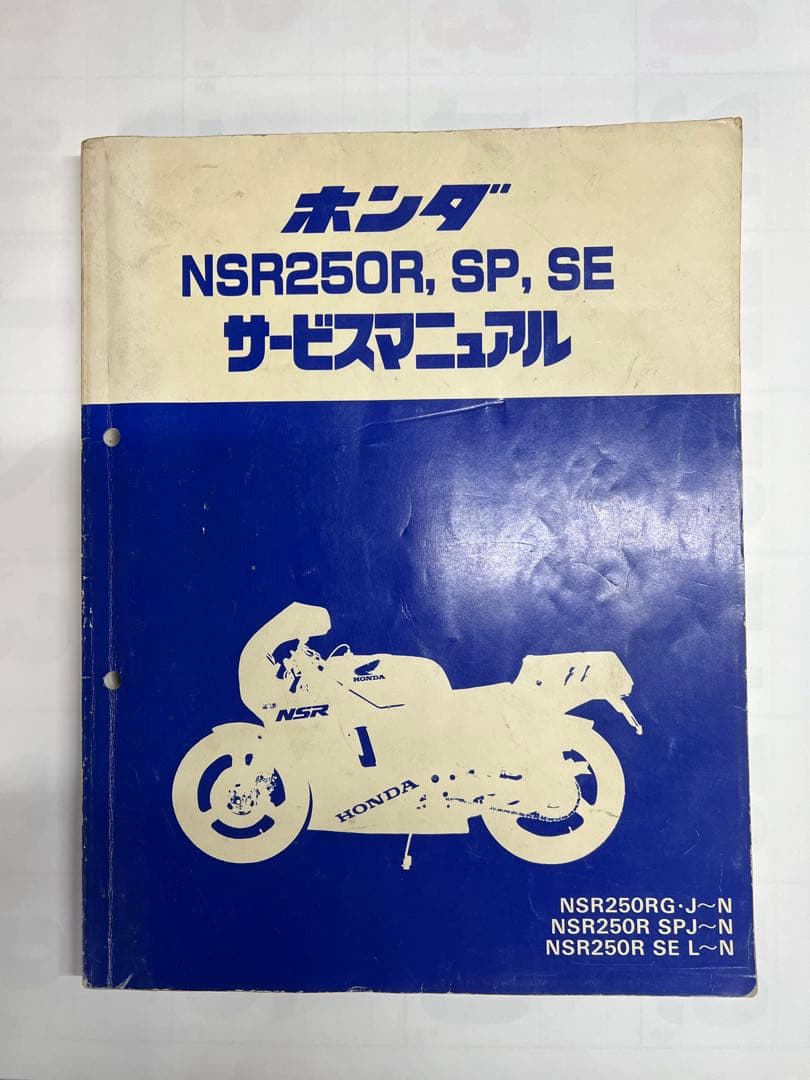 ホンダ
NSR250R, SP, SE
サービスマニュアル
HONDA
NSR
HONDA
NSR250RG・J〜N
NSR250R SPJ〜N
NSR250R SE L〜N